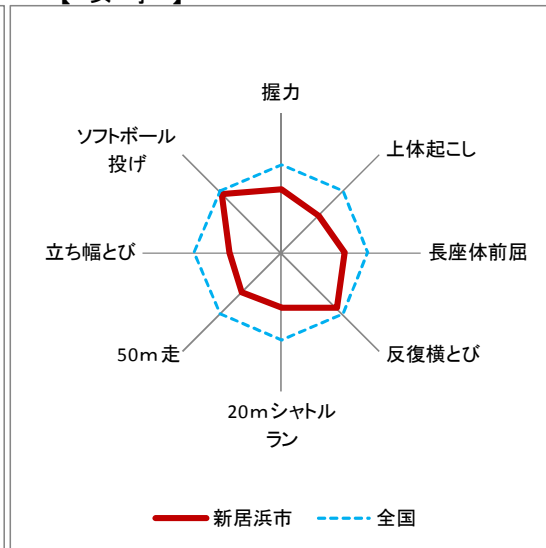 握力
ソフトボール
投げ
上体起こし
立ち幅とび
長座体前屈
50m走
反復横とび
20mシャトル
ラン
新居浜市
全国